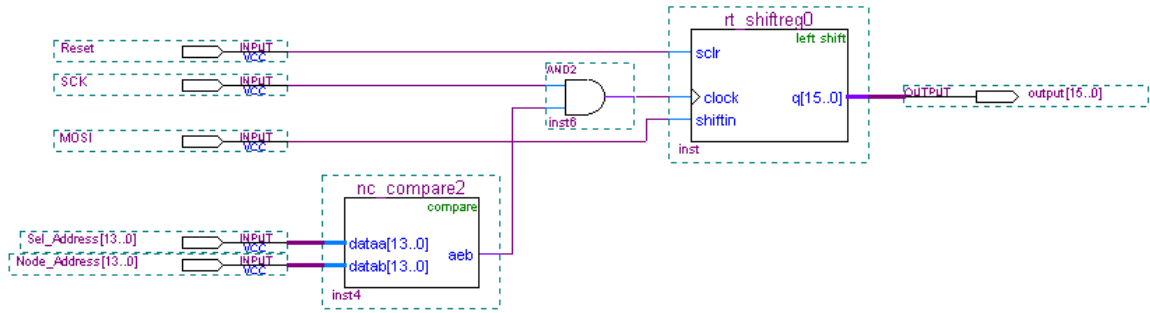 rt_shiftreq0
left shift
Reset
INPUT
VCC
sclr
SCK
INPUT
VCC
AND2
clock
q[15..0]
OUTPUT
output[15..0]
inst6
shiftin
MOSI
INPUT
VCC
inst
nc_compare2
compare
Sel_Address[13..0]
INPUT
VCC
dataa[13..0]
aeb
Node_Address[13..0]
INPUT
VCC
datab[13..0]
inst4